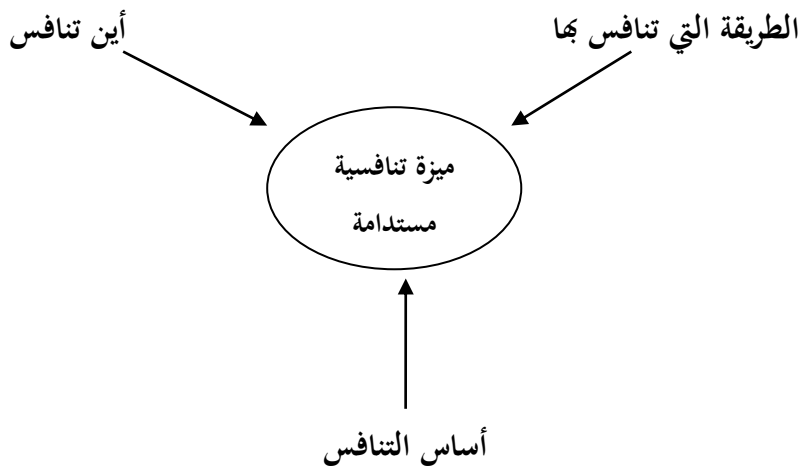 الطريقة التي تنافس بها
أين تنافس
ميزة تنافسية
مستدامة
أساس التنافس